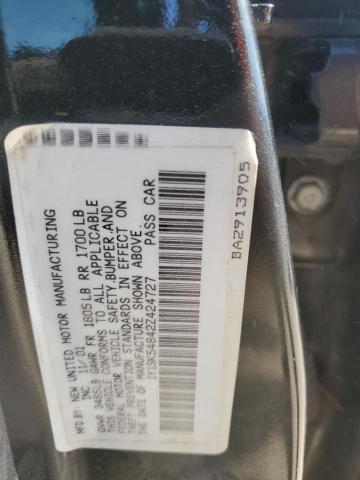 MFD BY NEW UNITED MOTOR MANUFACTURING
INC 11/01
GVWR 3485LB GAWR FR 1805LB RR 1700LB
THIS VEHICLE CONFORMS TO ALL APPLICABLE
FEDERAL MOTOR VEHICLE SAFETY,BUMPER,AND
THEFT PREVENTION STANDARDS IN EFFECT ON
THE DATE OF MANUFACTURE SHOWN ABOVE.
1Y1SK54842Z424727 PASS CAR
BA2913905